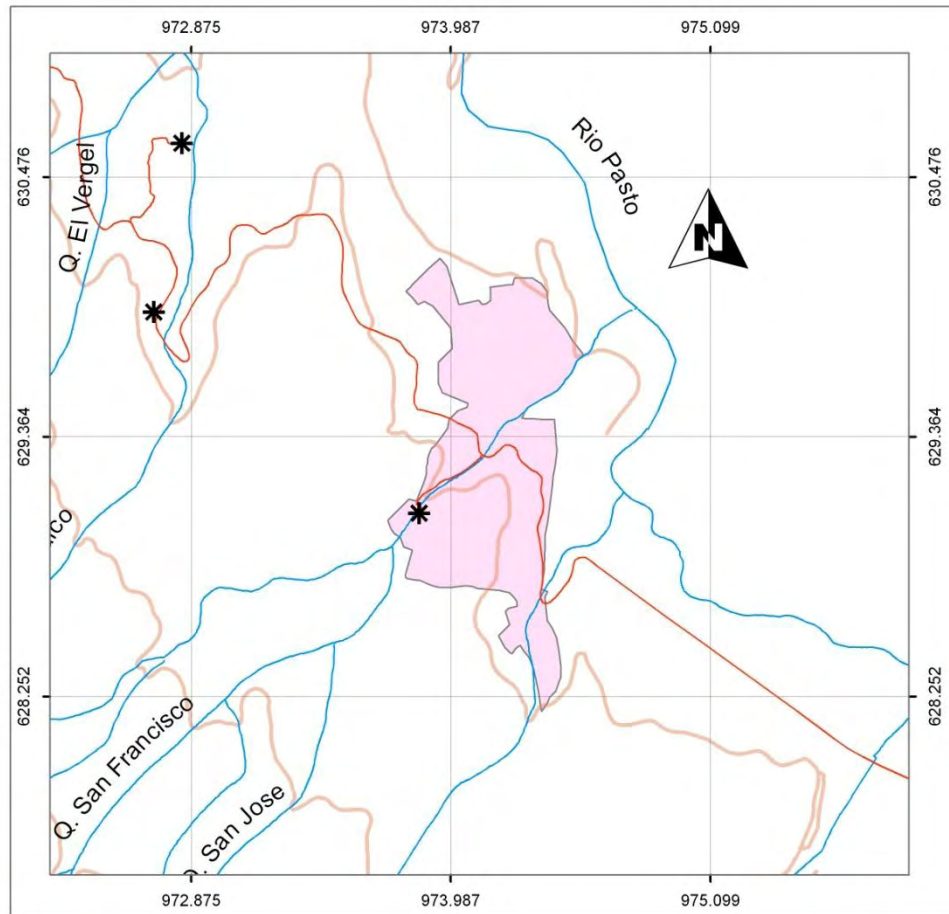 972.875 973.987 975.099
Rio Pasto
630.476 630.476
Q. El Vergel
N
629.364 629.364
ico
628.252 628.252
Q. San Francisco
Q. San Jose
972.875 973.987 975.099